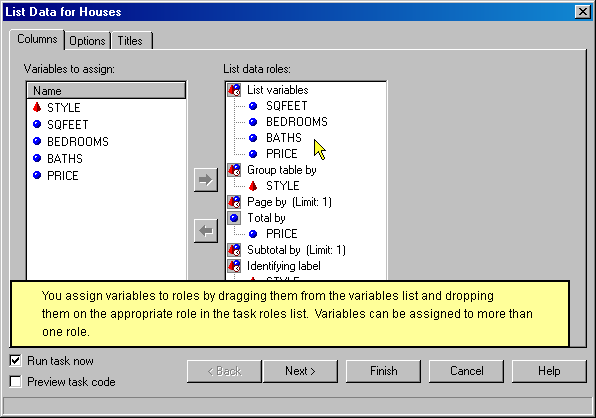 List Data for Houses
Columns Options Titles
Variables to assign:
Name
STYLE
SQFEET
BEDROOMS
BATHS
PRICE
List data roles:
List variables
SQFEET
BEDROOMS
BATHS
PRICE
Group table by
STYLE
Page by (Limit: 1)
Total by
PRICE
Subtotal by (Limit: 1)
Identifying label
You assign variables to roles by dragging them from the variables list and dropping
them on the appropriate role in the task roles list. Variables can be assigned to more than
one role.
Run task now
Preview task code
< Back Next > Finish Cancel Help